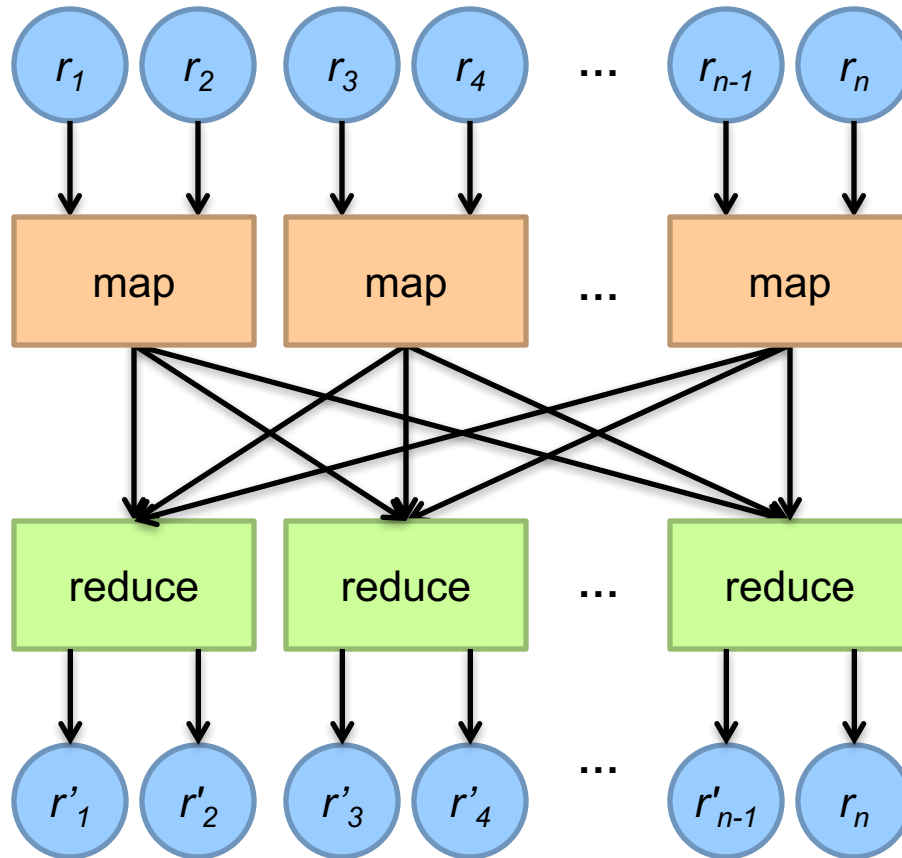 r₁ r₂ r₃ r₄ ... rₙ₋₁ rₙ
map map ... map
reduce reduce ... reduce
r’₁ r'₂ r’₃ r’₄ ... r'ₙ₋₁ rₙ